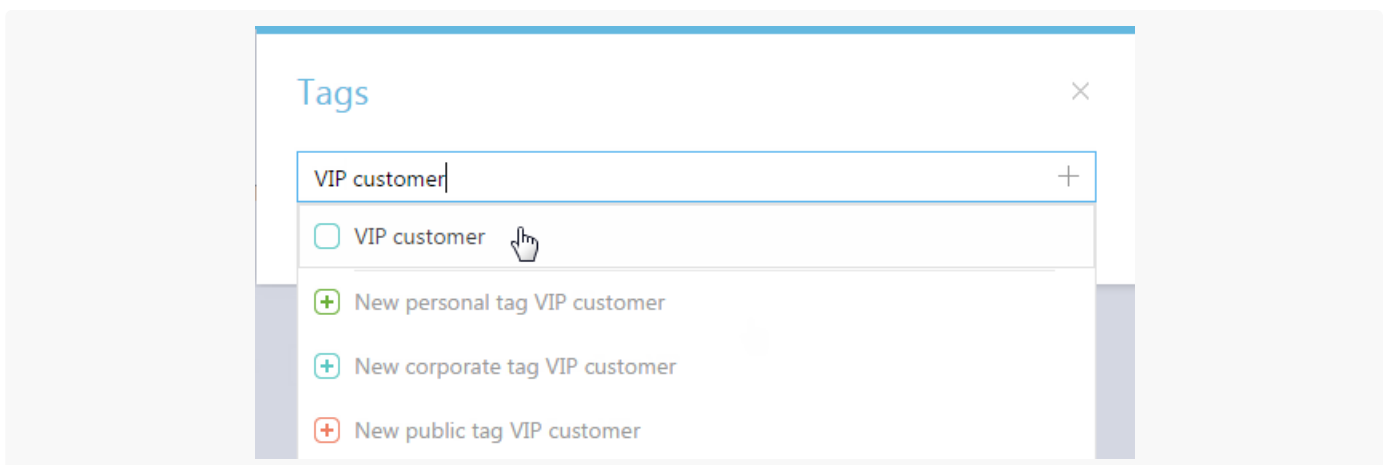 Tags
VIP customer
VIP customer
New personal tag VIP customer
New corporate tag VIP customer
New public tag VIP customer